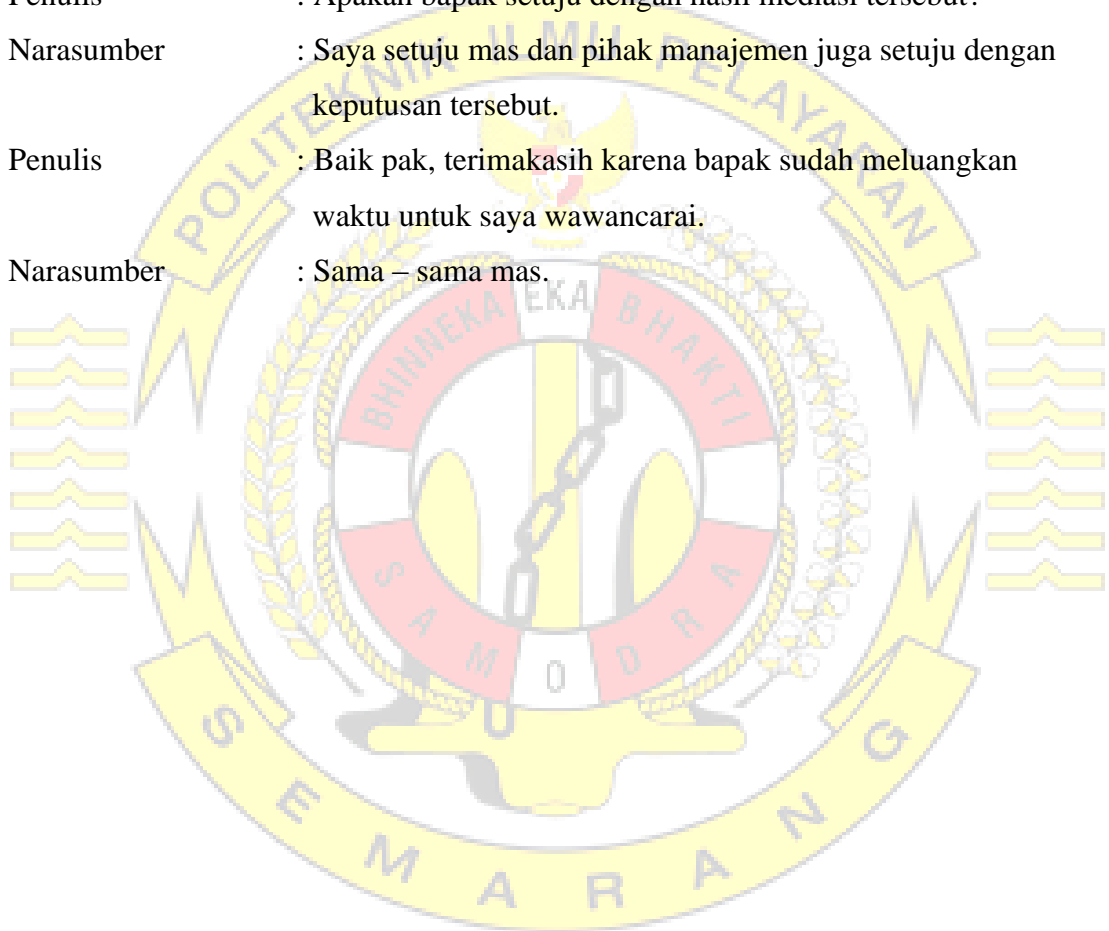 Penulis : Apakah bapak setuju dengan hasil mediasi tersebut?
Narasumber : Saya setuju mas dan pihak manajemen juga setuju dengan
keputusan tersebut.
Penulis : Baik pak, terimakasih karena bapak sudah meluangkan
waktu untuk saya wawancarai.
Narasumber : Sama – sama mas.
POLITEKNIK ILMU PELAYARAN
BHINNEKA EKA BHAKTI
SAMODRA
SEMARANG